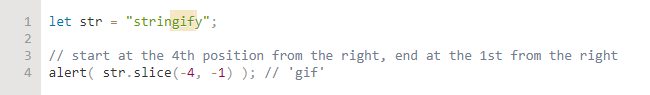 1 let str = "stringify";
2
3 // start at the 4th position from the right, end at the 1st from the right
4 alert( str.slice(-4, -1) ); // 'gif'